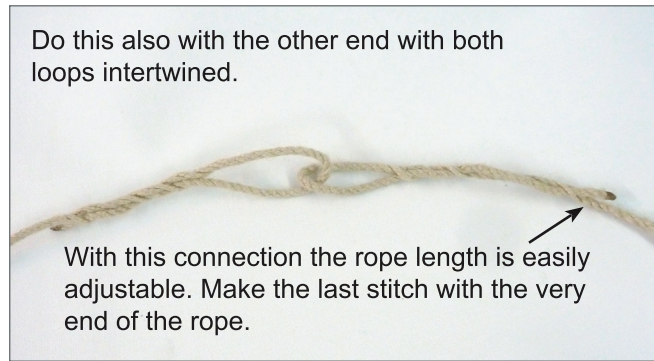 Do this also with the other end with both
loops intertwined.
With this connection the rope length is easily
adjustable. Make the last stitch with the very
end of the rope.